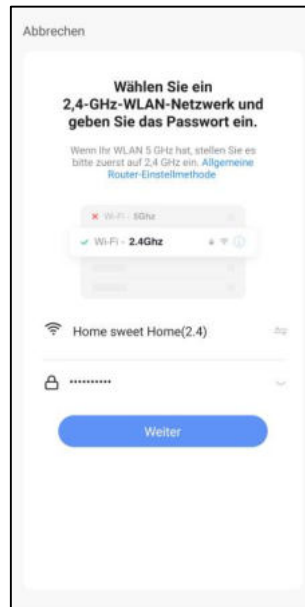 Abbrechen
Wählen Sie ein
2,4-GHz-WLAN-Netzwerk und
geben Sie das Passwort ein.
Wenn Ihr WLAN 5 GHz hat, stellen Sie es
bitte zuerst auf 2,4 GHz ein. Allgemeine
Router-Einstellmethode
Wi-Fi - 5Ghz
Wi-Fi - 2.4Ghz
Home sweet Home(2.4)
••••••••••
Weiter